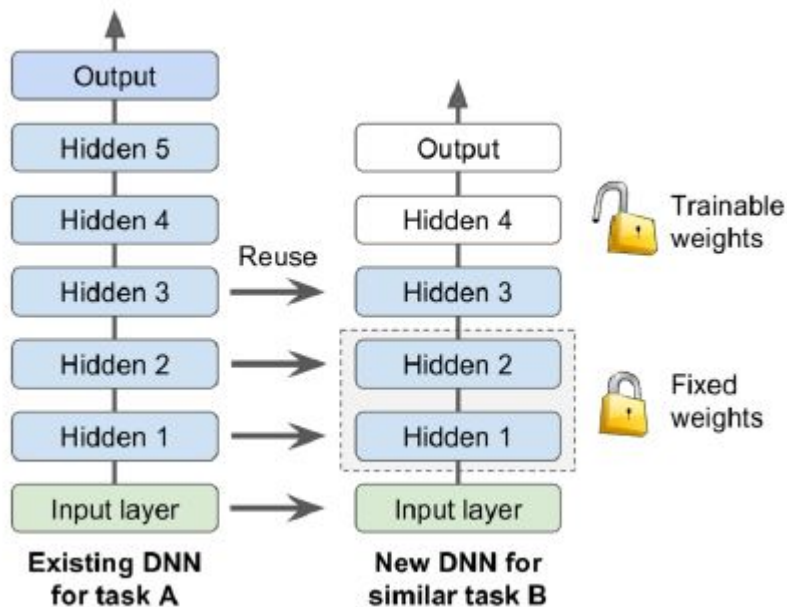 Output
Hidden 5
Hidden 4
Hidden 3
Hidden 2
Hidden 1
Input layer
Existing DNN
for task A
Reuse
Output
Hidden 4
Hidden 3
Hidden 2
Hidden 1
Input layer
New DNN for
similar task B
Trainable
weights
Fixed
weights